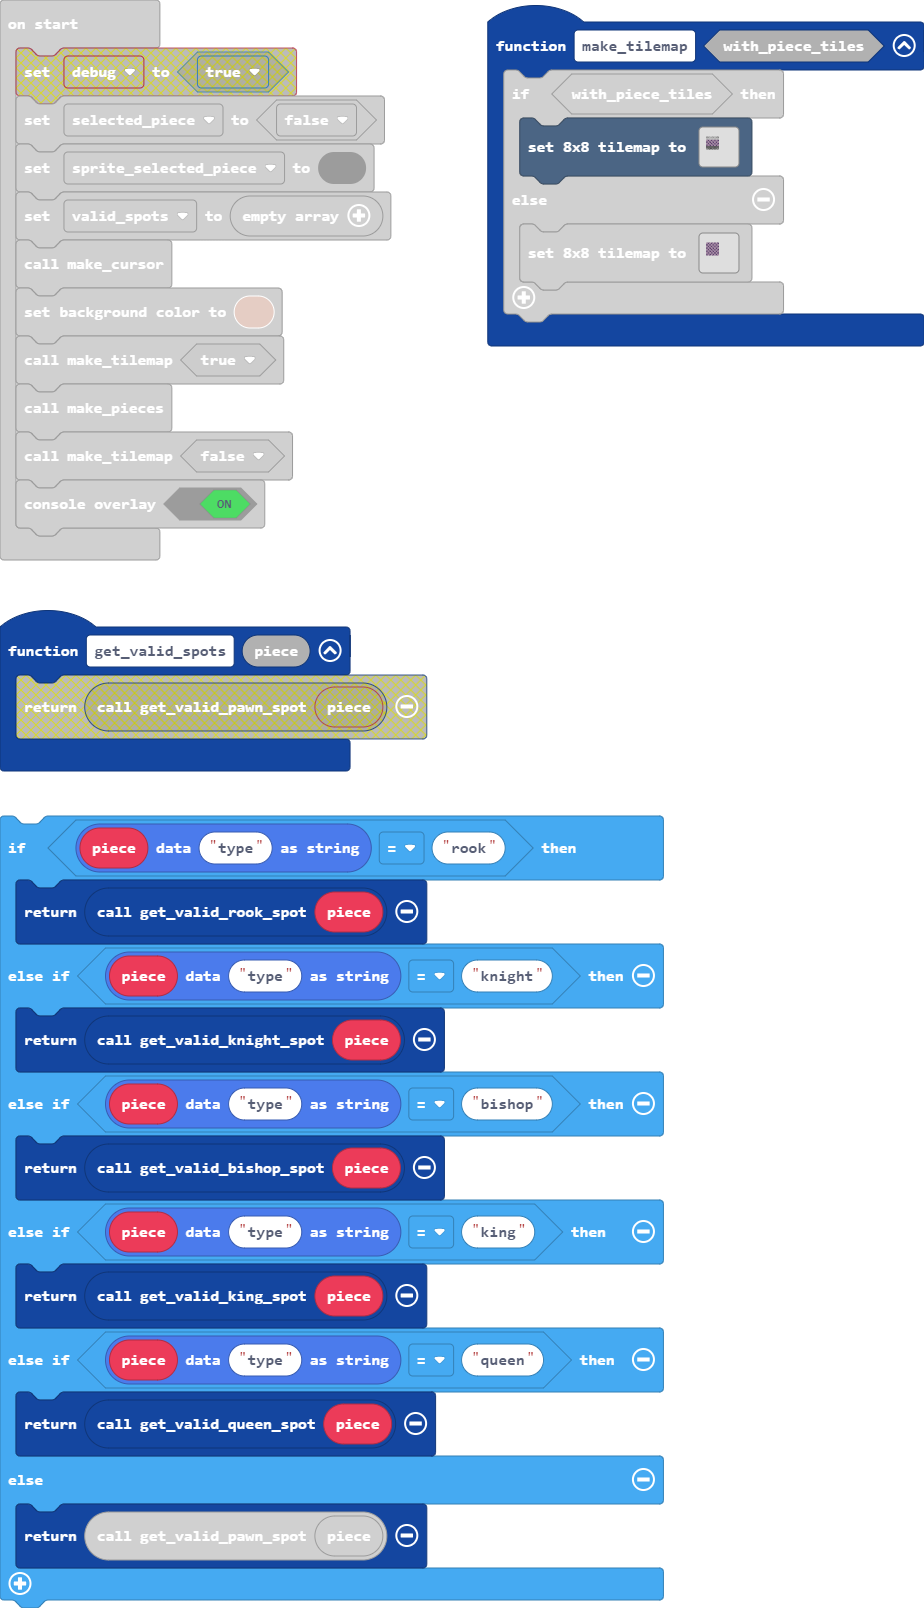 on start
set debug to true
set selected_piece to false
set sprite_selected_piece to
set valid_spots to empty array
call make_cursor
set background color to
call make_tilemap true
call make_pieces
call make_tilemap false
console overlay ON
function make_tilemap with_piece_tiles
if with_piece_tiles then
set 8x8 tilemap to
else
set 8x8 tilemap to
function get_valid_spots piece
return call get_valid_pawn_spot piece
if piece data "type" as string = "rook" then
return call get_valid_rook_spot piece
else if piece data "type" as string = "knight" then
return call get_valid_knight_spot piece
else if piece data "type" as string = "bishop" then
return call get_valid_bishop_spot piece
else if piece data "type" as string = "king" then
return call get_valid_king_spot piece
else if piece data "type" as string = "queen" then
return call get_valid_queen_spot piece
else
return call get_valid_pawn_spot piece